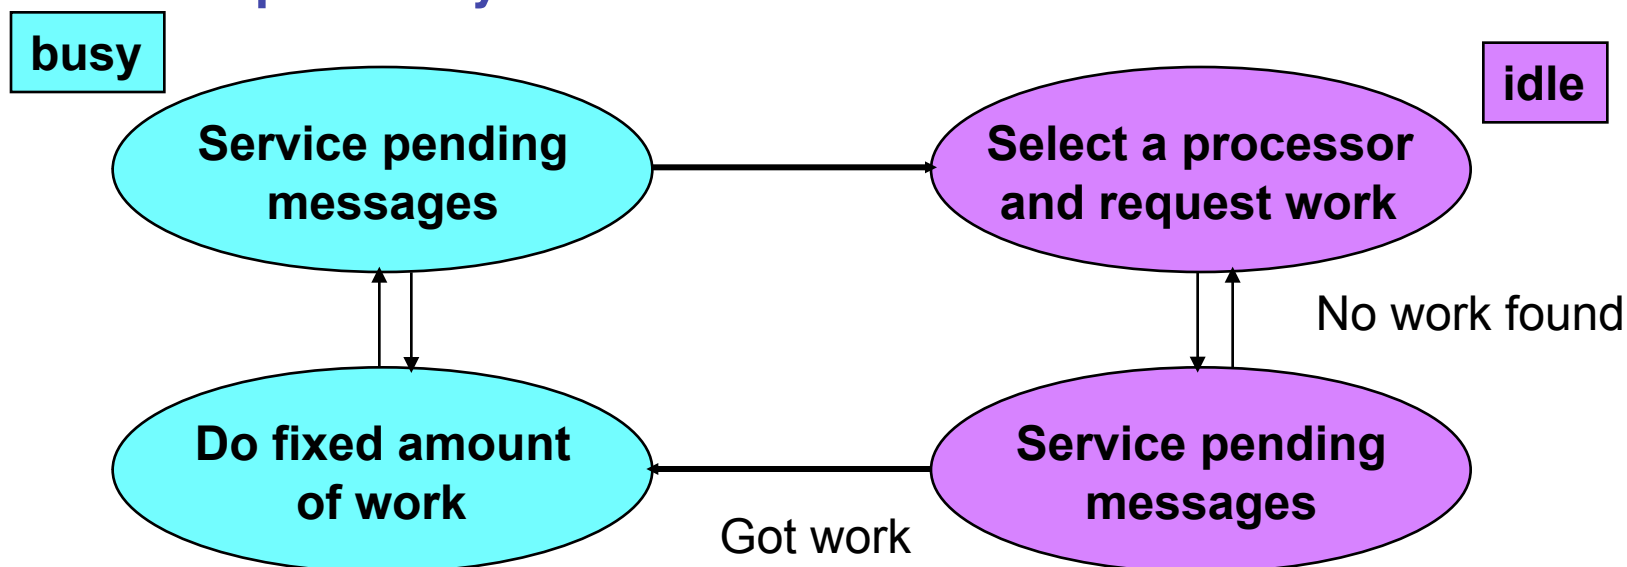 busy
idle
Service pending
messages
Select a processor
and request work
No work found
Do fixed amount
of work
Service pending
messages
Got work